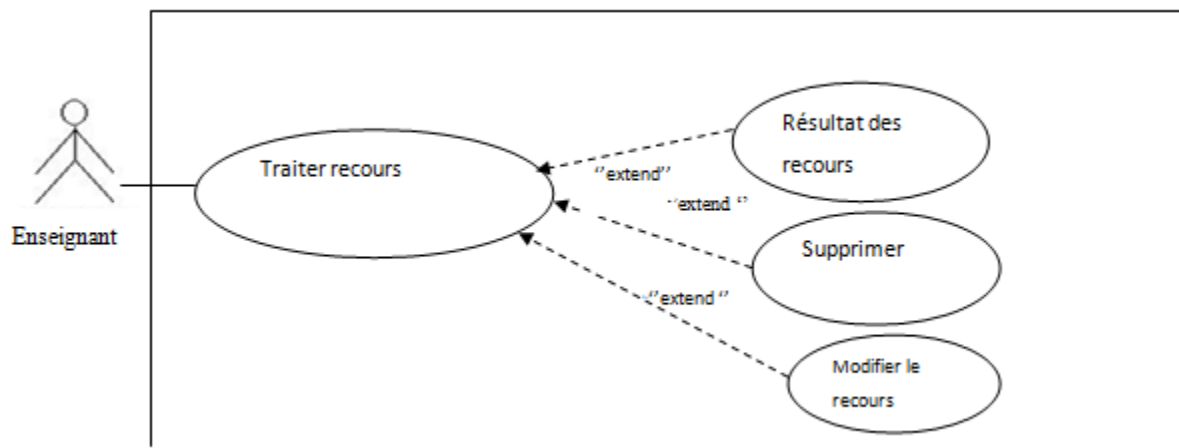 Résultat des
recours
Traiter recours
‘’extend’’
‘’extend ‘’
Enseignant
Supprimer
‘’extend ‘’
Modifier le
recours